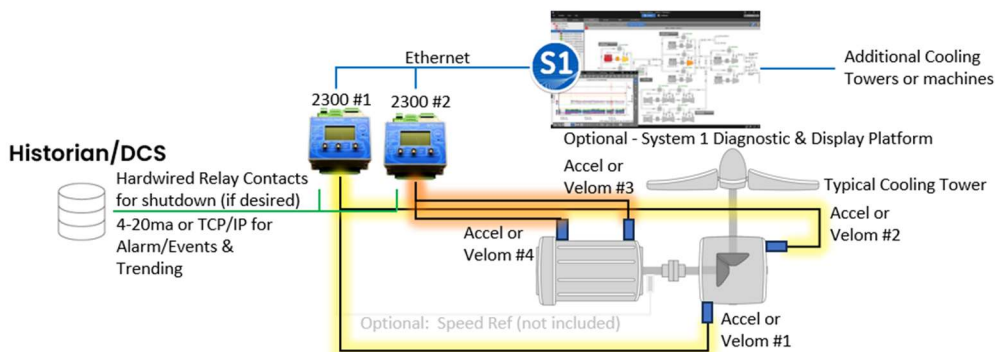 Ethernet
S1
Additional Cooling
Towers or machines
2300 #1
2300 #2
Optional - System 1 Diagnostic & Display Platform
Historian/DCS
Hardwired Relay Contacts
for shutdown (if desired)
4-20ma or TCP/IP for
Alarm/Events &
Trending
Accel or
Velom #3
Typical Cooling Tower
Accel or
Velom #2
Accel or
Velom #4
Optional: Speed Ref (not included)
Accel or
Velom #1